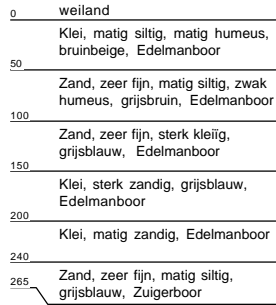 0 weiland
Klei, matig siltig, matig humeus,
bruinbeige, Edelmanboor
50
Zand, zeer fijn, matig siltig, zwak
humeus, grijsbruin, Edelmanboor
100
Zand, zeer fijn, sterk kleiïg,
grijsblauw, Edelmanboor
150
Klei, sterk zandig, grijsblauw,
Edelmanboor
200
Klei, matig zandig, Edelmanboor
240
Zand, zeer fijn, matig siltig,
265 grijsblauw, Zuigerboor